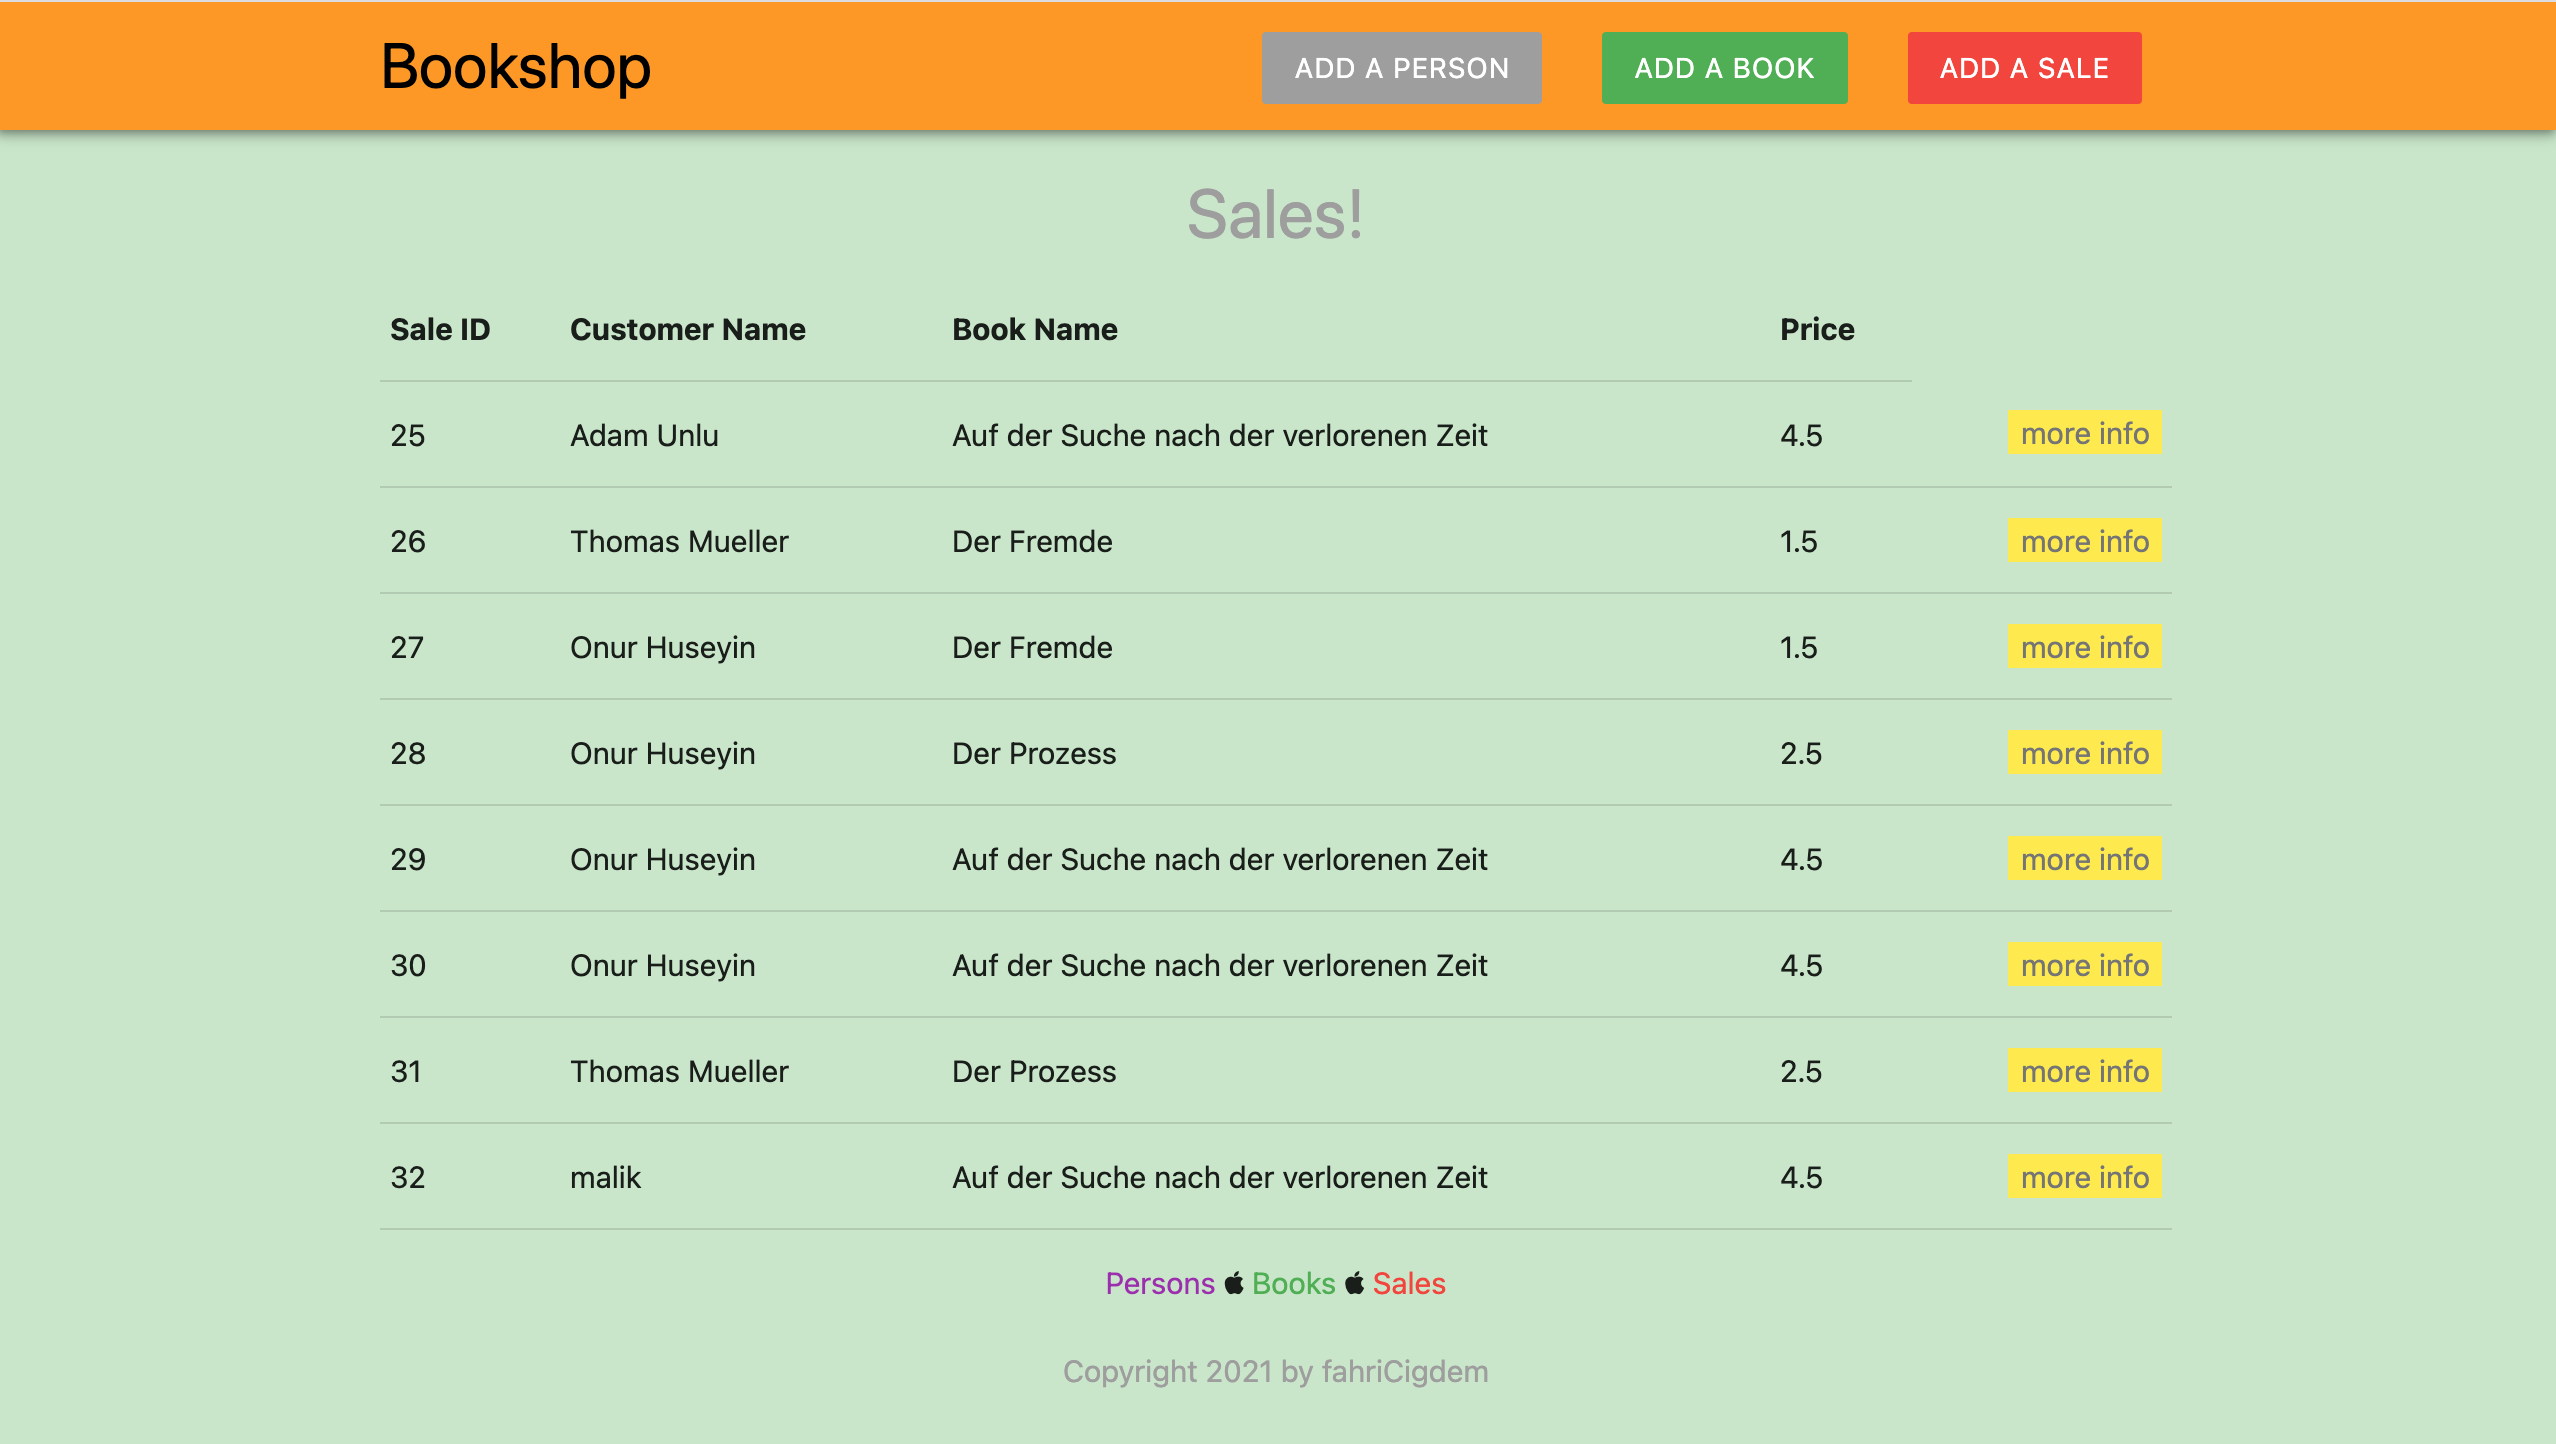 Bookshop ADD A PERSON ADD A BOOK ADD A SALE
Sales!
Sale ID Customer Name Book Name Price
25 Adam Unlu Auf der Suche nach der verlorenen Zeit 4.5 more info
26 Thomas Mueller Der Fremde 1.5 more info
27 Onur Huseyin Der Fremde 1.5 more info
28 Onur Huseyin Der Prozess 2.5 more info
29 Onur Huseyin Auf der Suche nach der verlorenen Zeit 4.5 more info
30 Onur Huseyin Auf der Suche nach der verlorenen Zeit 4.5 more info
31 Thomas Mueller Der Prozess 2.5 more info
32 malik Auf der Suche nach der verlorenen Zeit 4.5 more info
Persons Books Sales
Copyright 2021 by fahriCigdem